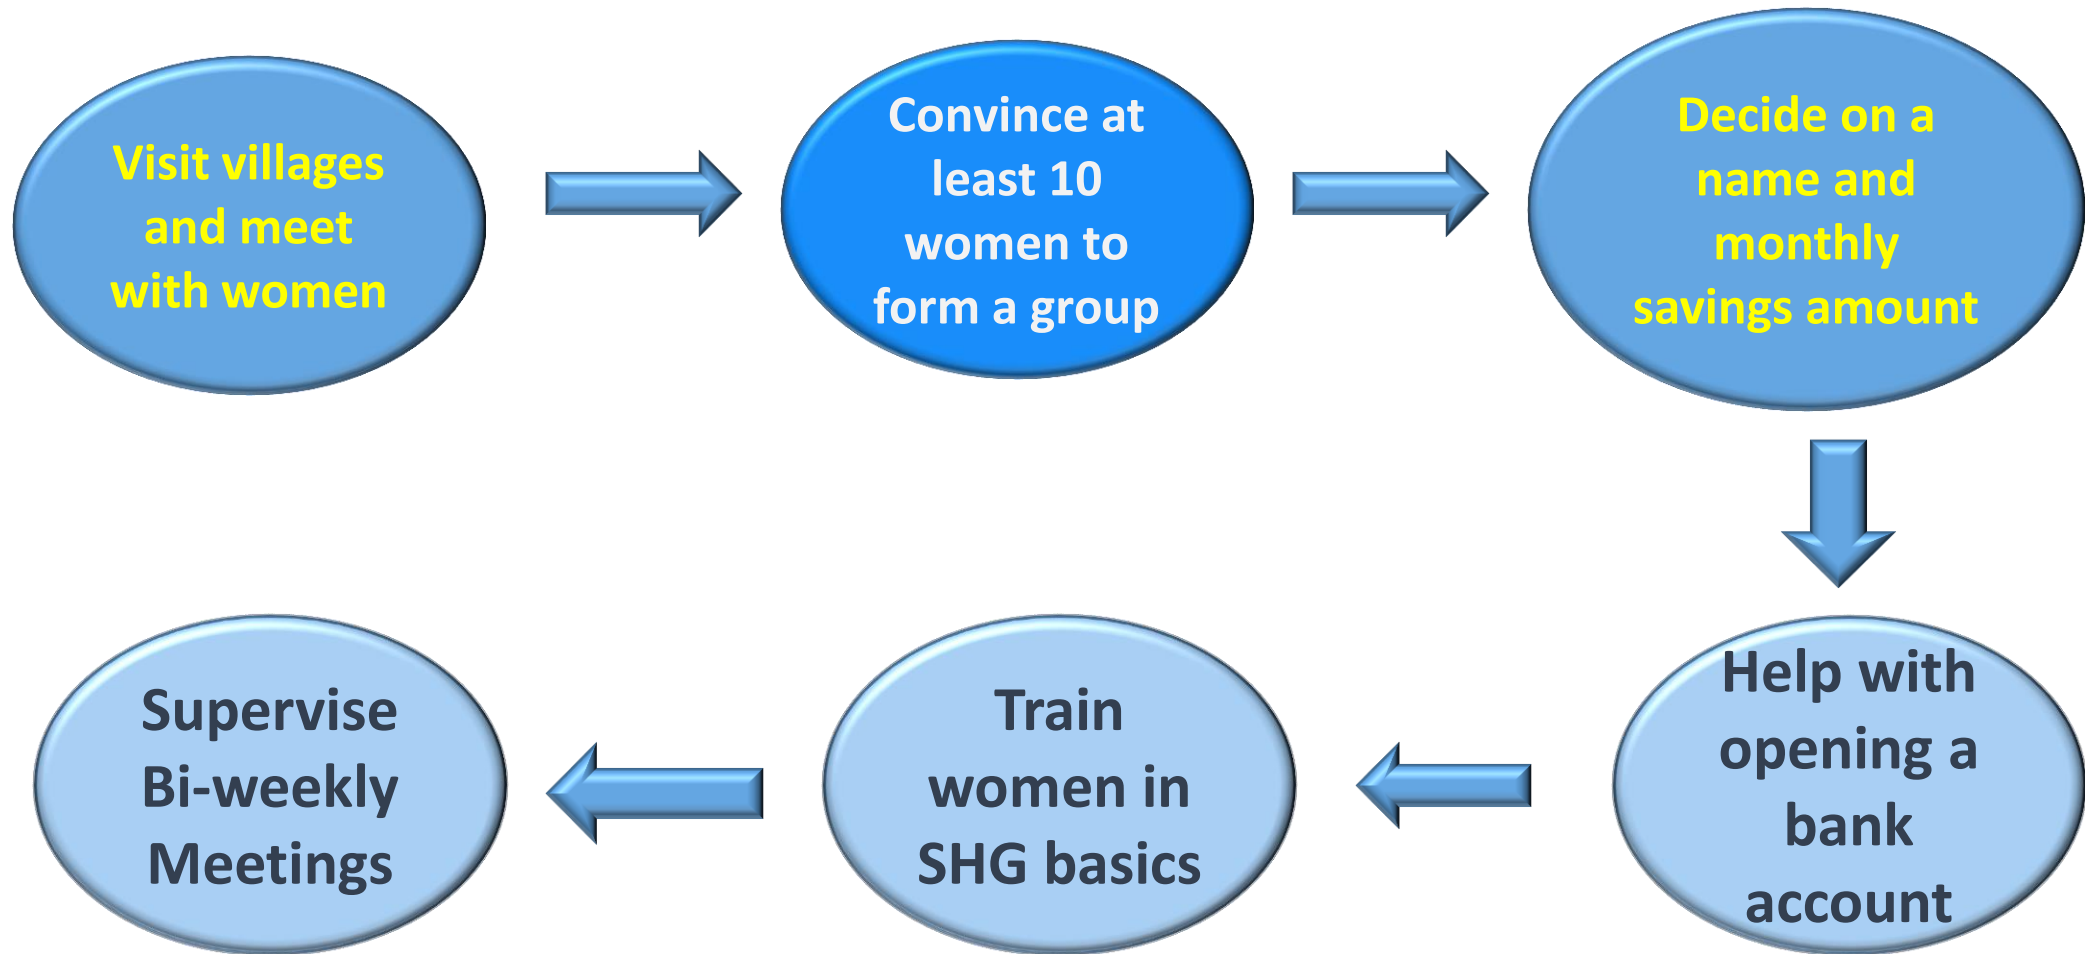 Visit villages
and meet
with women
Convince at
least 10
women to
form a group
Decide on a
name and
monthly
savings amount
Help with
opening a
bank
account
Train
women in
SHG basics
Supervise
Bi-weekly
Meetings